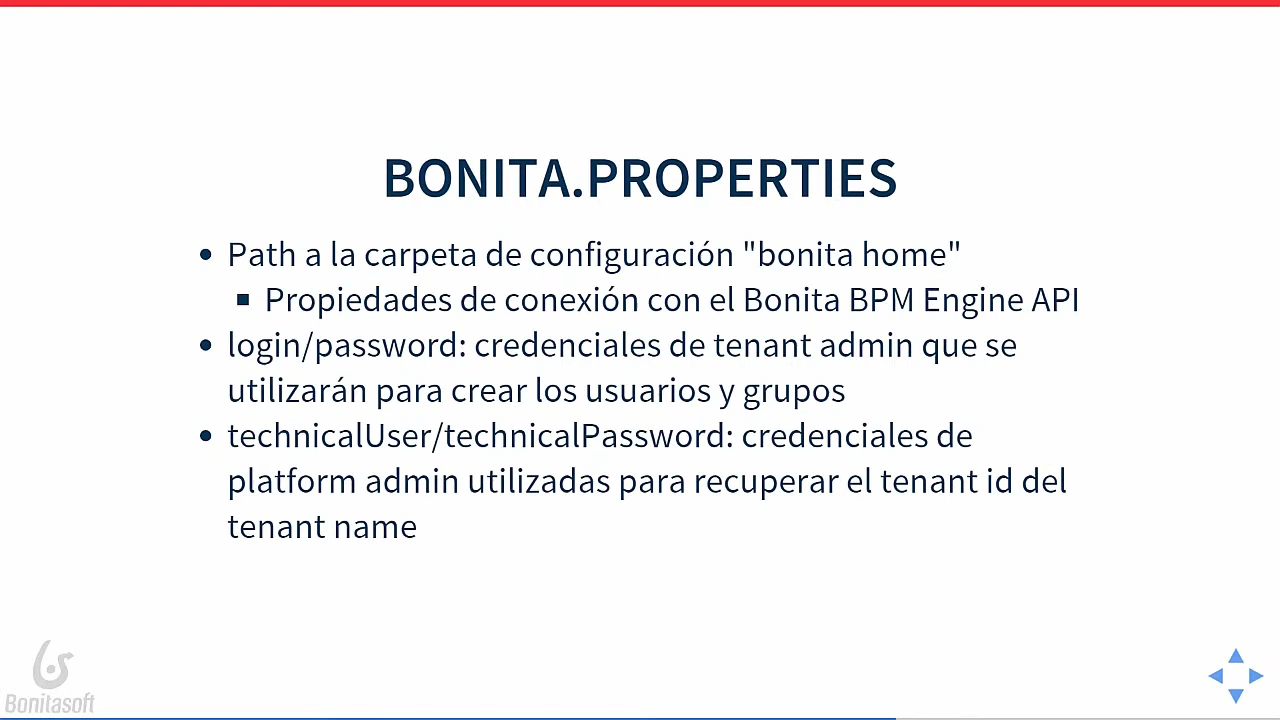 BONITA.PROPERTIES
• Path a la carpeta de configuración "bonita home"
▪ Propiedades de conexión con el Bonita BPM Engine API
• login/password: credenciales de tenant admin que se
utilizarán para crear los usuarios y grupos
• technicalUser/technicalPassword: credenciales de
platform admin utilizadas para recuperar el tenant id del
tenant name
Bonitasoft